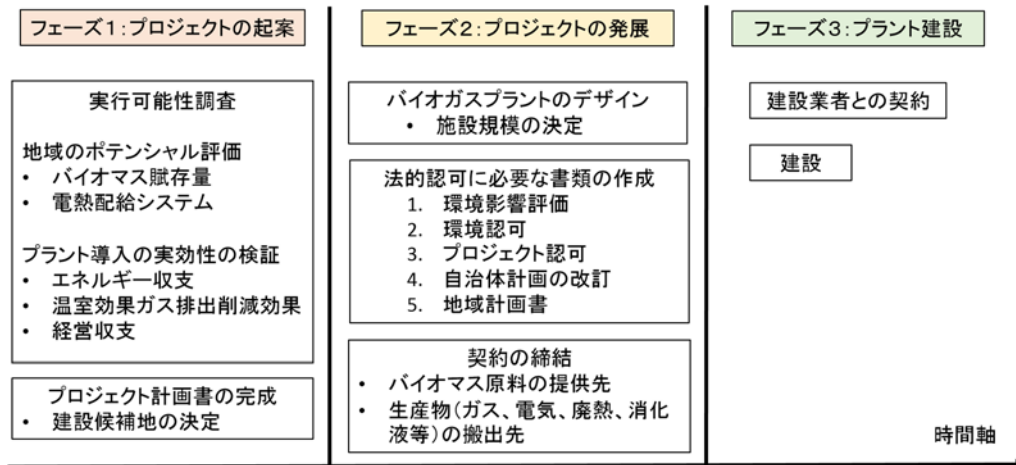 フェーズ1:プロジェクトの起案
実行可能性調査
地域のポテンシャル評価
• バイオマス賦存量
• 電熱配給システム
プラント導入の実効性の検証
• エネルギー収支
• 温室効果ガス排出削減効果
• 経営収支
プロジェクト計画書の完成
• 建設候補地の決定
フェーズ2:プロジェクトの発展
バイオガスプラントのデザイン
• 施設規模の決定
法的認可に必要な書類の作成
1. 環境影響評価
2. 環境認可
3. プロジェクト認可
4. 自治体計画の改訂
5. 地域計画書
契約の締結
• バイオマス原料の提供先
• 生産物(ガス、電気、廃熱、消化
液等)の搬出先
フェーズ3:プラント建設
建設業者との契約
建設
時間軸